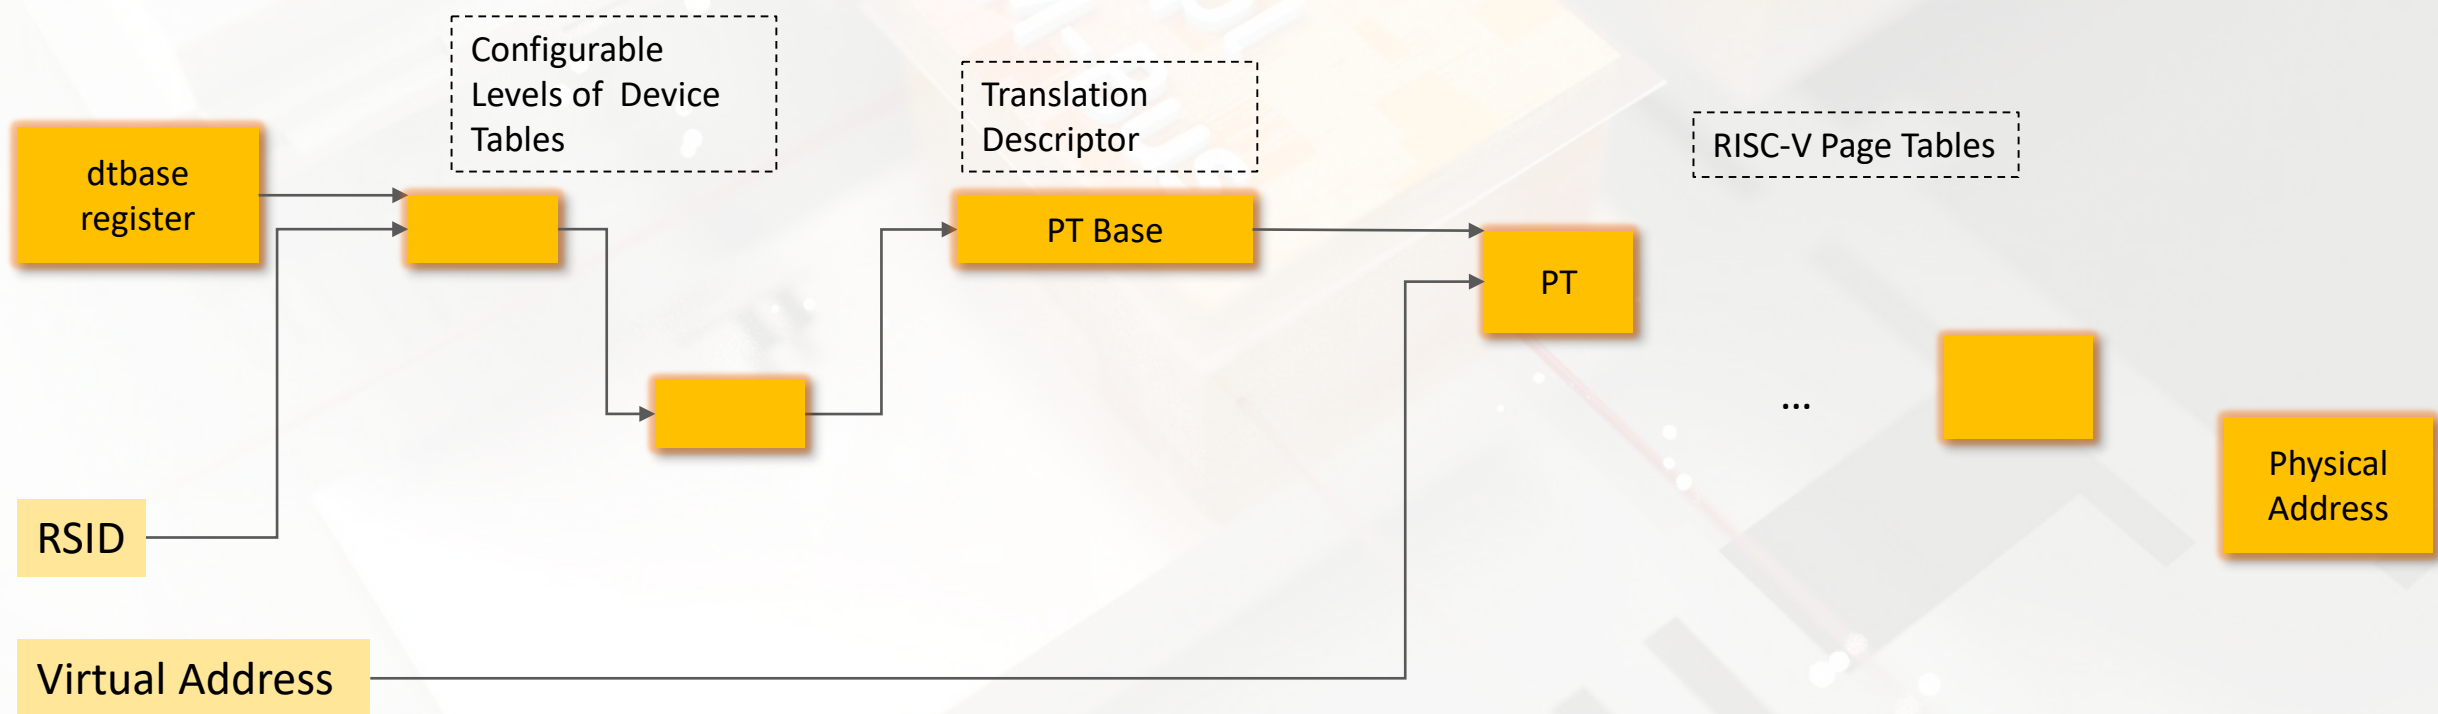 Configurable
Levels of Device
Tables
Translation
Descriptor
RISC-V Page Tables
dtbase
register
PT Base
PT
...
Physical
Address
RSID
Virtual Address